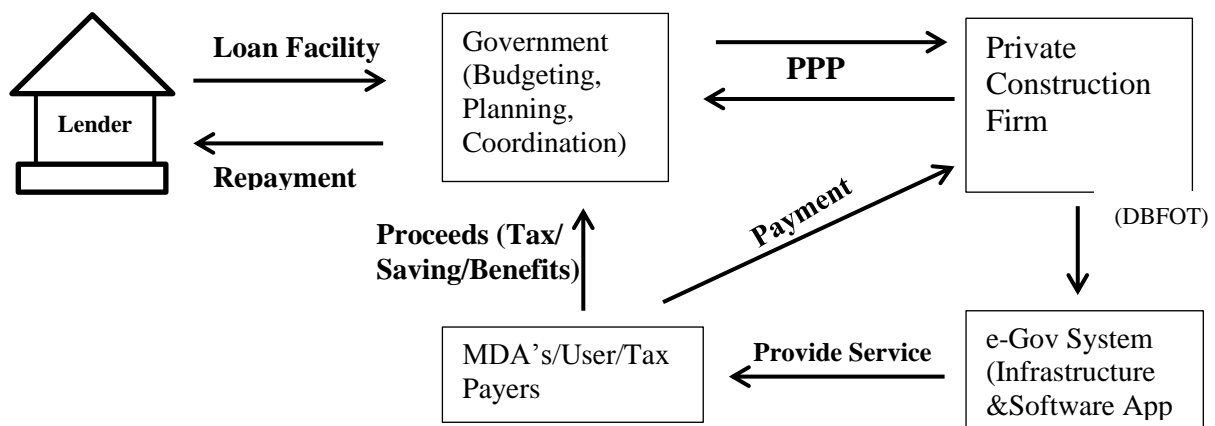 Loan Facility
Lender
Repayment
Government
(Budgeting,
Planning,
Coordination)
PPP
Private
Construction
Firm
(DBFOT)
Payment
Proceeds (Tax/
Saving/Benefits)
MDA’s/User/Tax
Payers
Provide Service
e-Gov System
(Infrastructure
&Software App